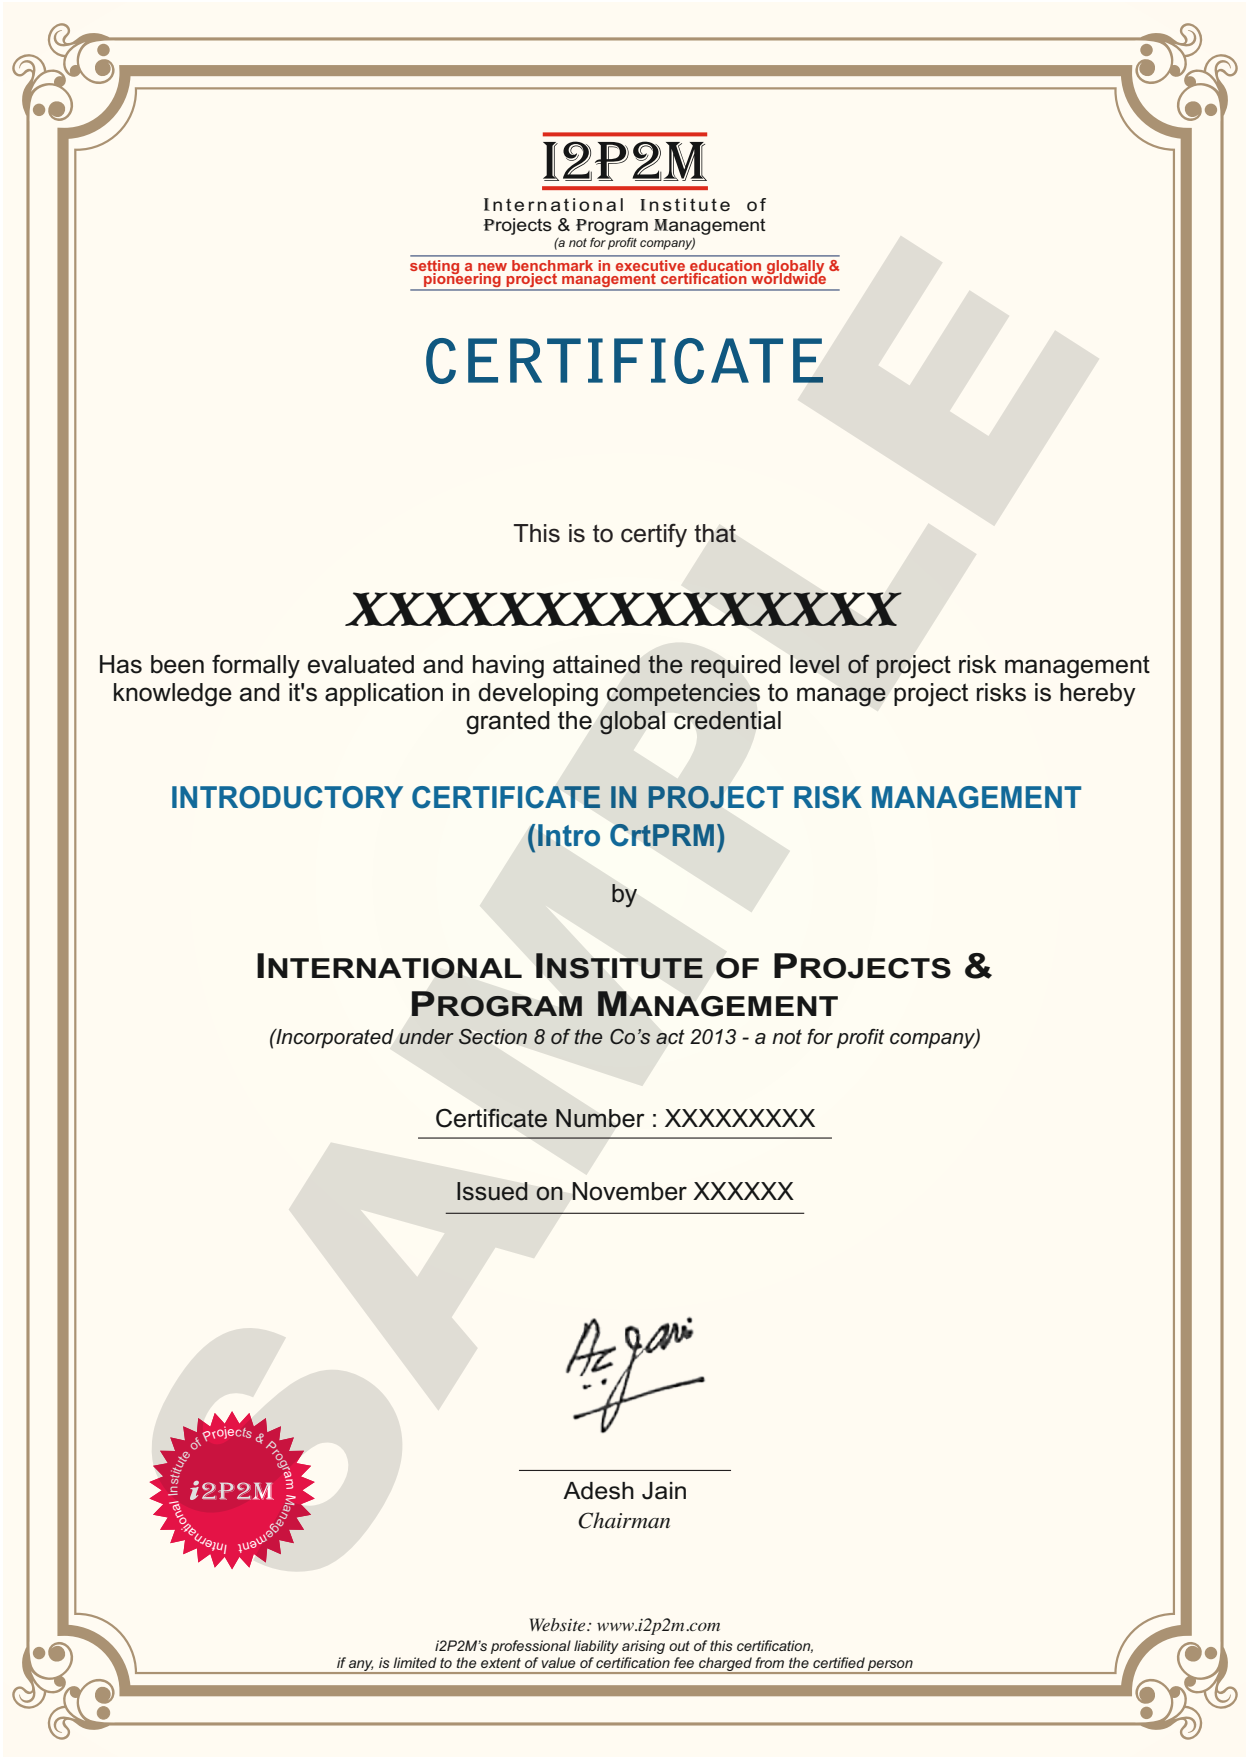 I2P2M
International Institute of
Projects & Program Management
(a not for profit company)
setting a new benchmark in executive education globally &
pioneering project management certification worldwide
CERTIFICATE
This is to certify that
XXXXXXXXXXXXXXX
Has been formally evaluated and having attained the required level of project risk management
knowledge and it's application in developing competencies to manage project risks is hereby
granted the global credential
INTRODUCTORY CERTIFICATE IN PROJECT RISK MANAGEMENT
(Intro CrtPRM)
by
INTERNATIONAL INSTITUTE OF PROJECTS &
PROGRAM MANAGEMENT
(Incorporated under Section 8 of the Co's act 2013 - a not for profit company)
Certificate Number : XXXXXXXXX
Issued on November XXXXXX
Az Jain
Adesh Jain
Chairman
International Institute of Projects & Program Management
i2P2M
Website: www.i2p2m.com
i2P2M's professional liability arising out of this certification,
if any, is limited to the extent of value of certification fee charged from the certified person
SAMPLE